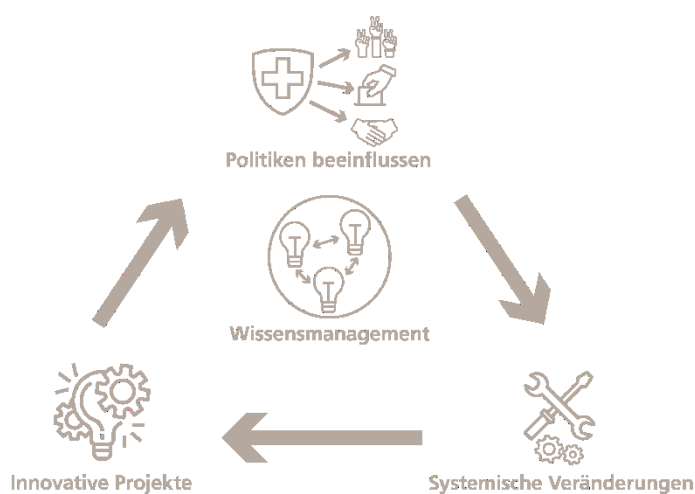 Politiken beeinflussen
Wissensmanagement
Innovative Projekte
Systemische Veränderungen